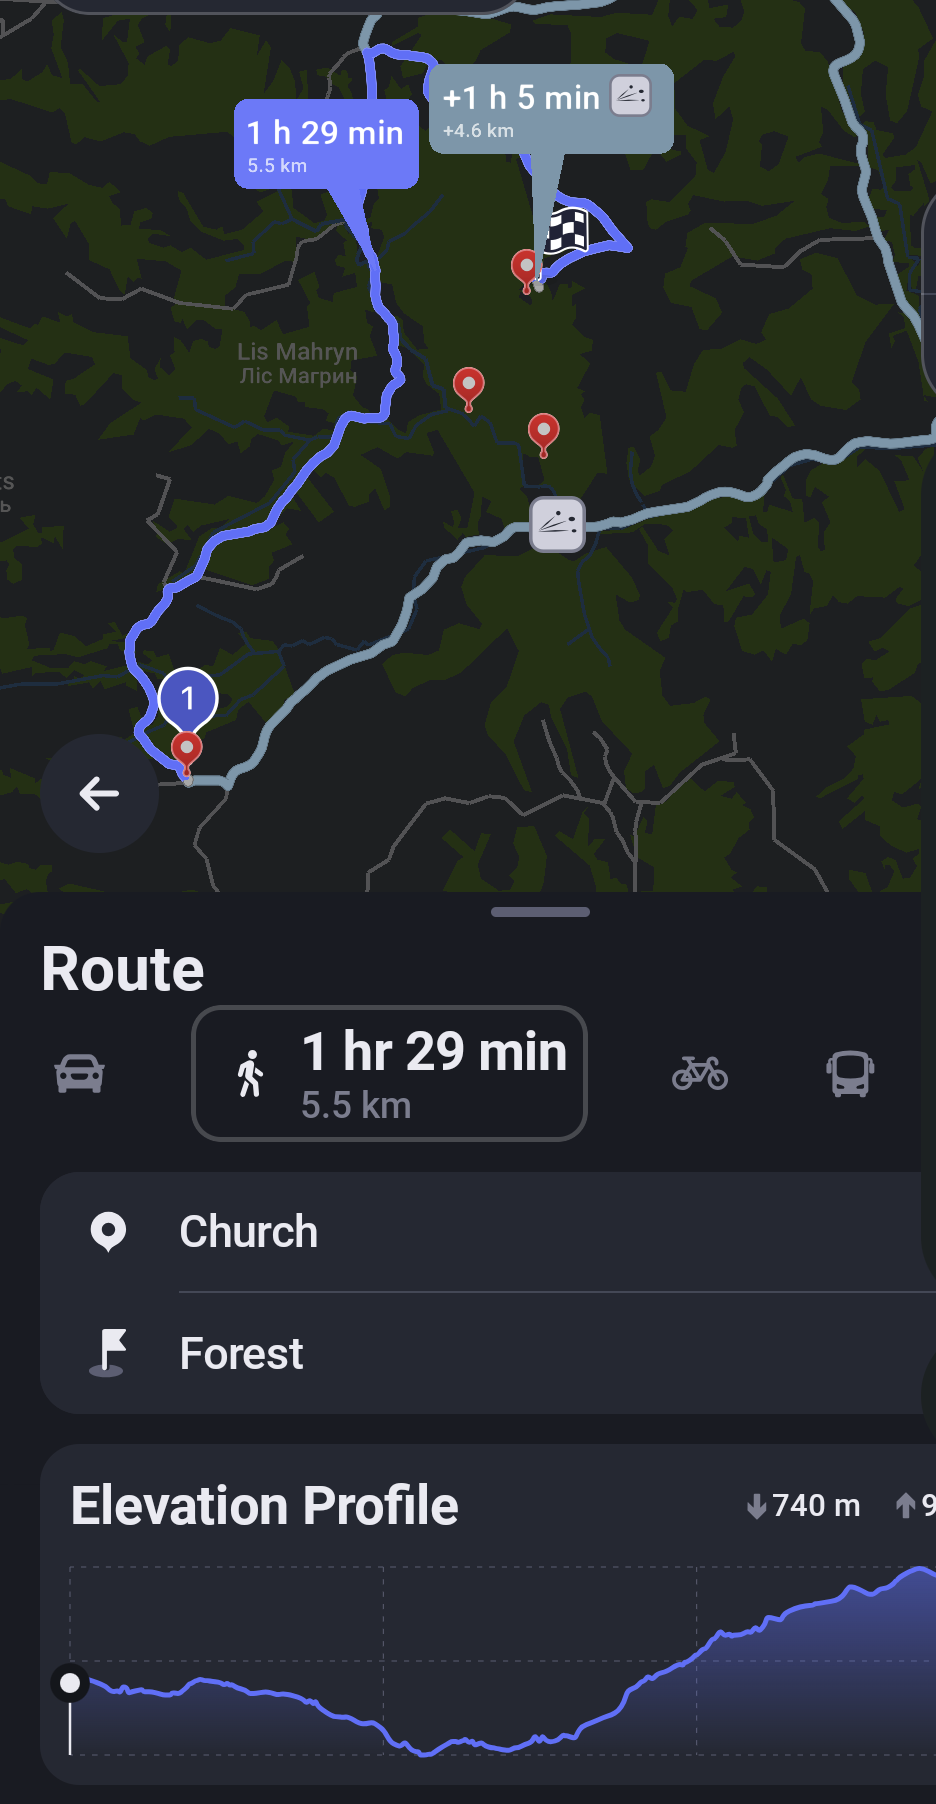 +1 h 5 min
+4.6 km
1 h 29 min
5.5 km
Lis Mahryn
Ліс Магрин
ts
ь
1
Route
1 hr 29 min
5.5 km
Church
Forest
Elevation Profile
740 m
9